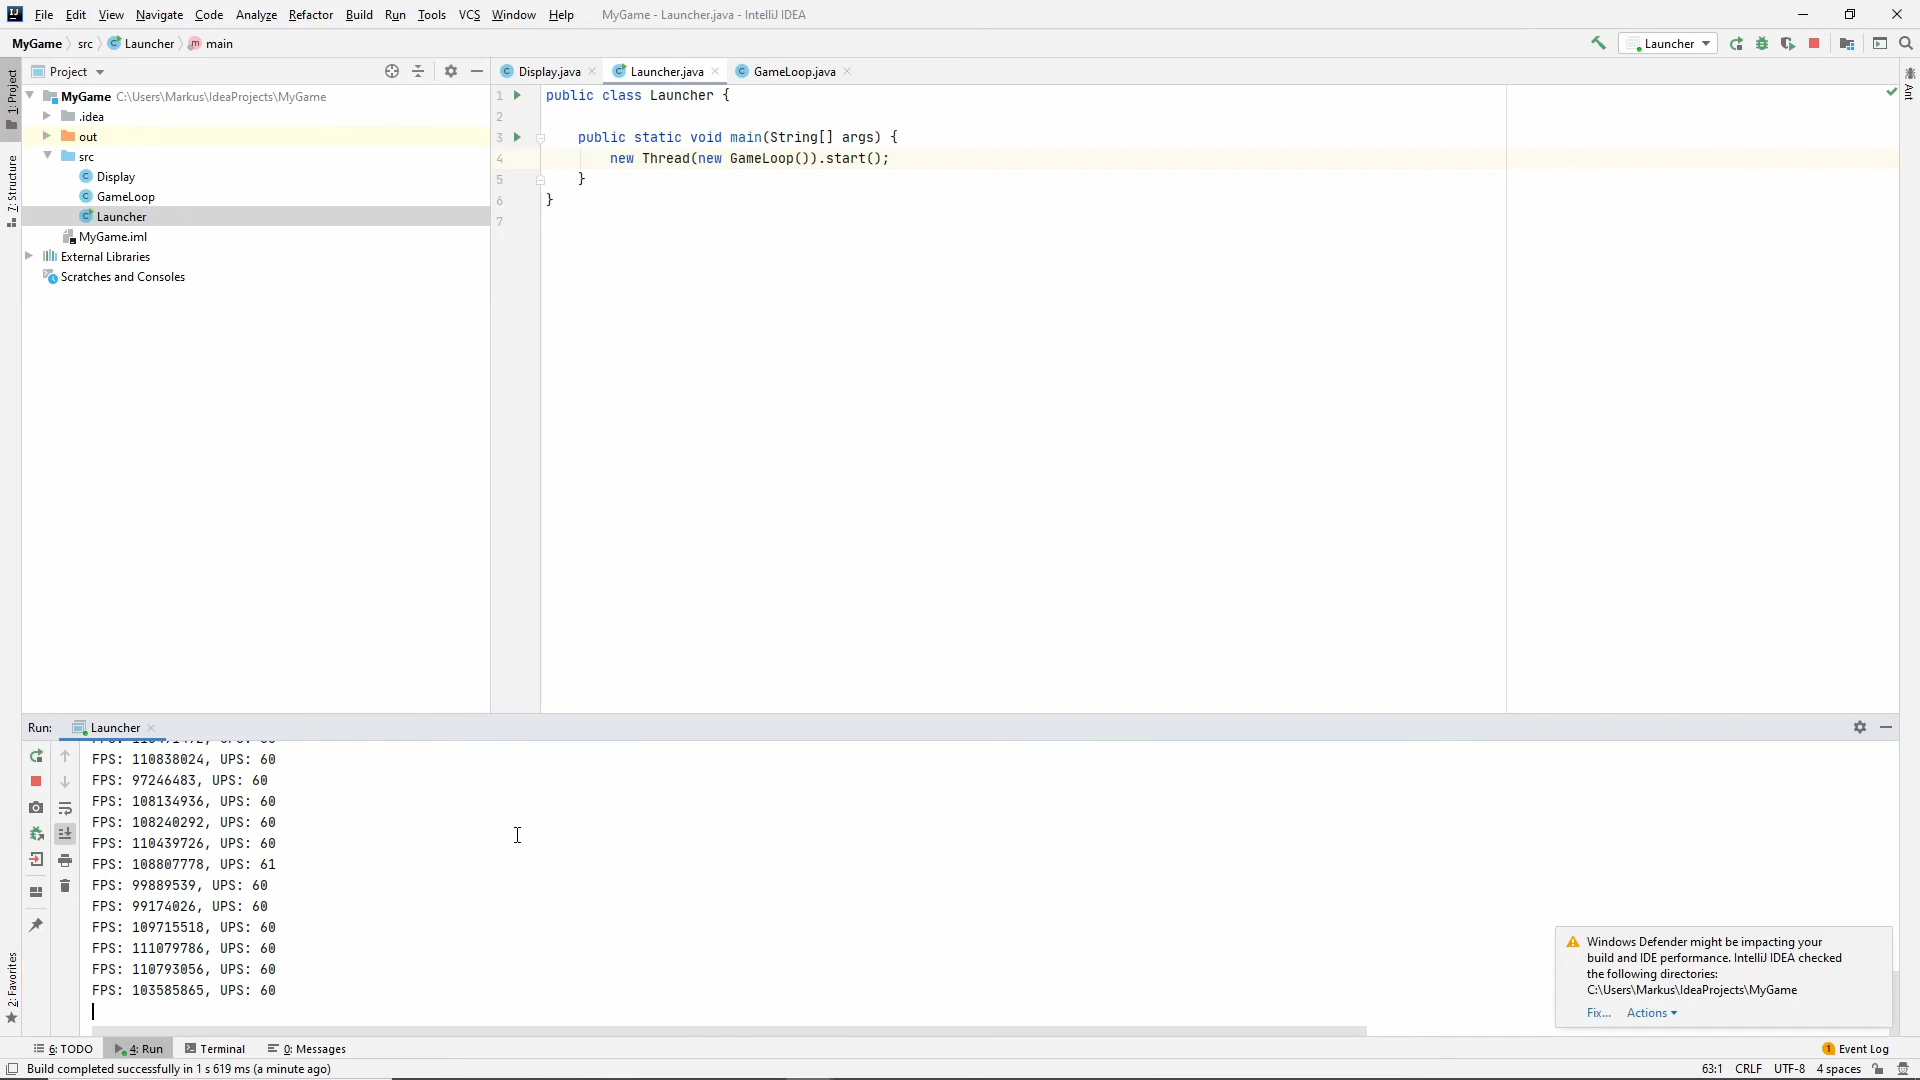 File Edit View Navigate Code Analyze Refactor Build Run Tools VCS Window Help MyGame - Launcher.java - IntelliJ IDEA
MyGame src Launcher main
Launcher
Project
Display.java Launcher.java GameLoop.java
1: Project
7: Structure
2: Favorites
Ant
MyGame C:\Users\Markus\IdeaProjects\MyGame
.idea
out
src
Display
GameLoop
Launcher
MyGame.iml
External Libraries
Scratches and Consoles
1 public class Launcher {
2
3 public static void main(String[] args) {
4 new Thread(new GameLoop()).start();
5 }
6 }
7
Run: Launcher
FPS: 110838024, UPS: 60
FPS: 97246483, UPS: 60
FPS: 108134936, UPS: 60
FPS: 108240292, UPS: 60
FPS: 110439726, UPS: 60
FPS: 108807778, UPS: 61
FPS: 99889539, UPS: 60
FPS: 99174026, UPS: 60
FPS: 109715518, UPS: 60
FPS: 111079786, UPS: 60
FPS: 110793056, UPS: 60
FPS: 103585865, UPS: 60
Windows Defender might be impacting your
build and IDE performance. IntelliJ IDEA checked
the following directories:
C:\Users\Markus\IdeaProjects\MyGame
Fix... Actions
6: TODO 4: Run Terminal 0: Messages 1 Event Log
Build completed successfully in 1 s 619 ms (a minute ago) 63:1 CRLF UTF-8 4 spaces